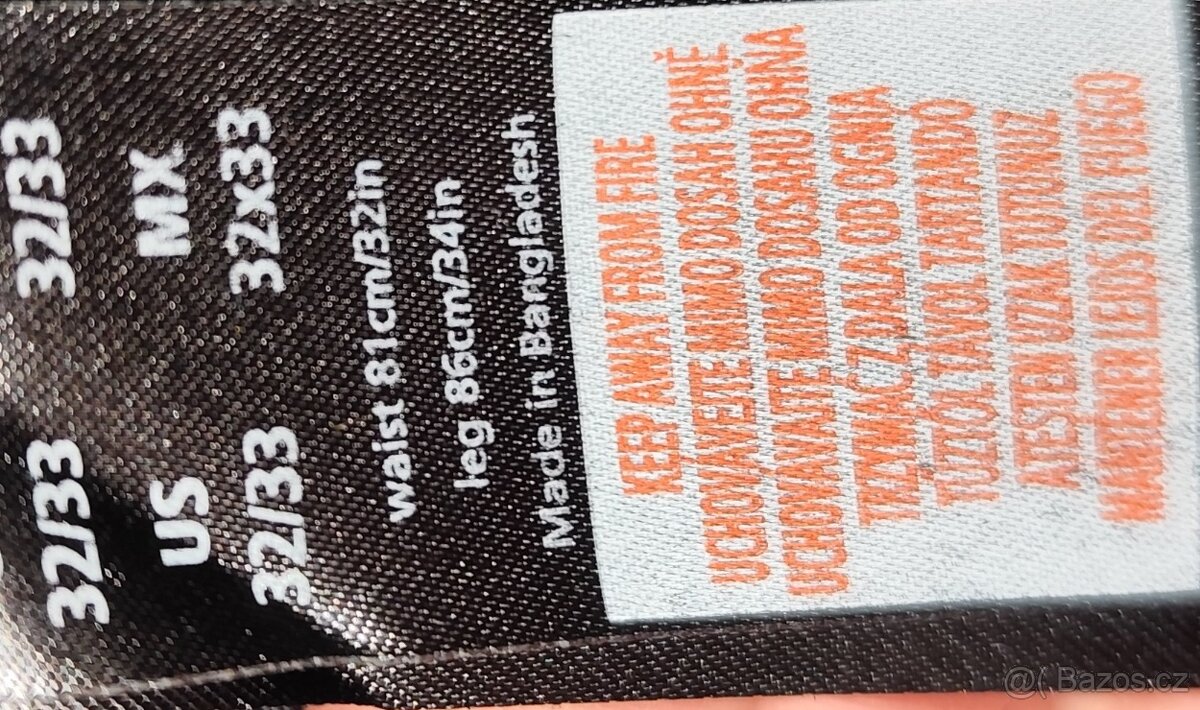 32/33 32/33
US MX
32/33 32x33
waist 81cm/32in
leg 86cm/34in
Made in Bangladesh
KEEP AWAY FROM FIRE
UCHOVÁVEJTE MIMO DOSAH OHNĚ
UCHOVÁVAJTE MIMO DOSAHU OHŇA
TRZYMAĆ Z DALA OD OGNIA
TŰZTŐL TÁVOL TARTANDÓ
ATEŞTEN UZAK TUTUNUZ
MANTENER LEJOS DEL FUEGO
@( Bazos.cz